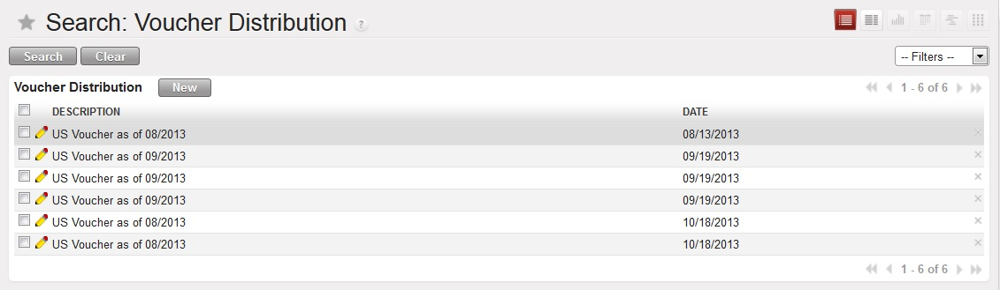 Search: Voucher Distribution ?
Search Clear -- Filters --
Voucher Distribution New 1 - 6 of 6
DESCRIPTION DATE
US Voucher as of 08/2013 08/13/2013
US Voucher as of 09/2013 09/19/2013
US Voucher as of 09/2013 09/19/2013
US Voucher as of 09/2013 09/19/2013
US Voucher as of 08/2013 10/18/2013
US Voucher as of 08/2013 10/18/2013
1 - 6 of 6